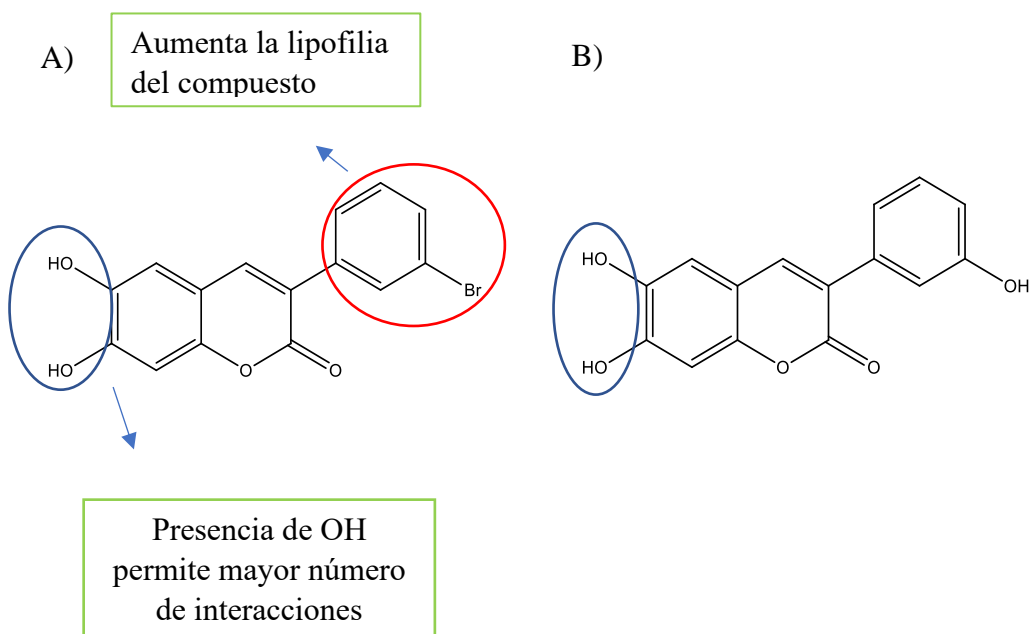 A)
Aumenta la lipofilia
del compuesto
B)
HO
HO
O
O
Br
HO
HO
O
O
OH
Presencia de OH
permite mayor número
de interacciones